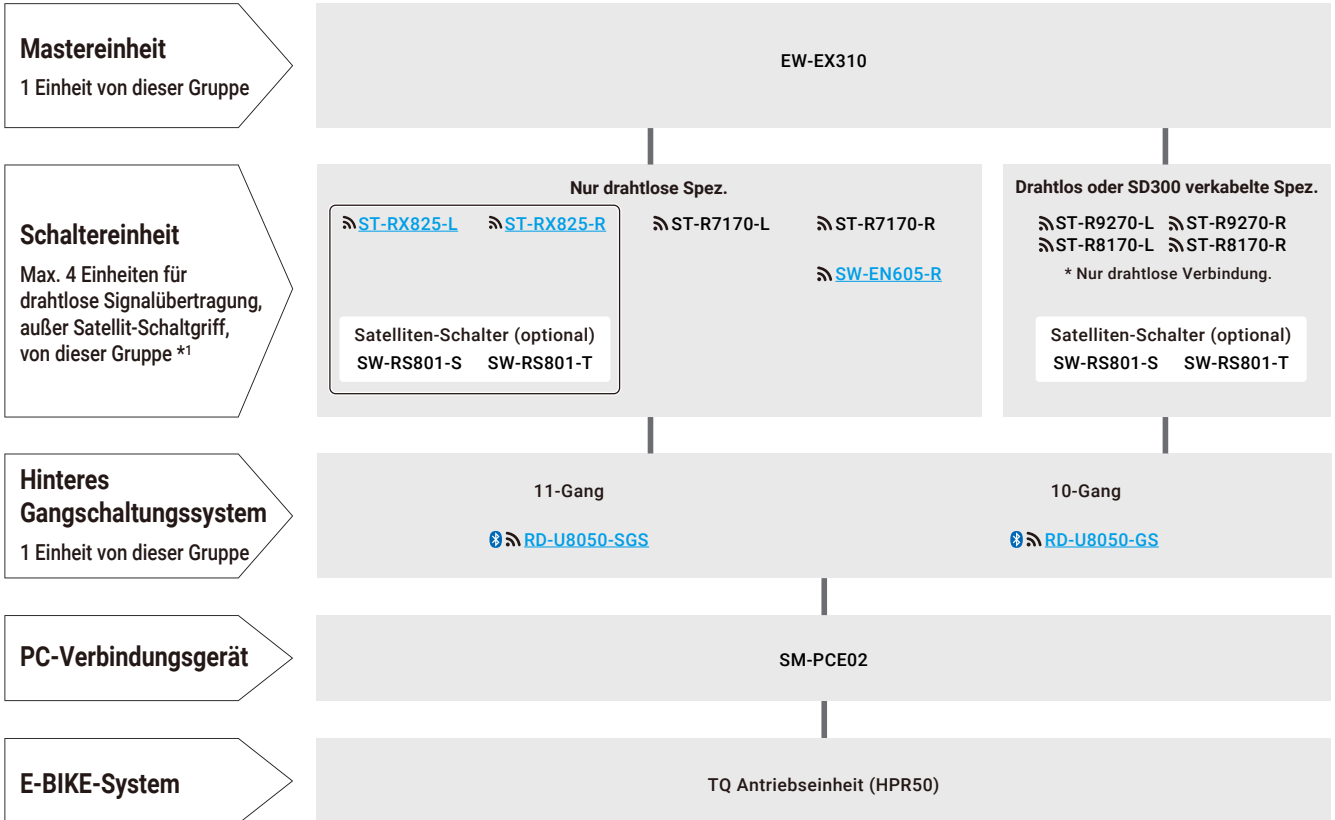 Mastereinheit
1 Einheit von dieser Gruppe
EW-EX310
Schaltereinheit
Max. 4 Einheiten für
drahtlose Signalübertragung,
außer Satellit-Schaltgriff,
von dieser Gruppe *1
Nur drahtlose Spez.
ST-RX825-L ST-RX825-R ST-R7170-L ST-R7170-R
SW-EN605-R
Satelliten-Schalter (optional)
SW-RS801-S SW-RS801-T
Drahtlos oder SD300 verkabelte Spez.
ST-R9270-L ST-R9270-R
ST-R8170-L ST-R8170-R
* Nur drahtlose Verbindung.
Satelliten-Schalter (optional)
SW-RS801-S SW-RS801-T
Hinteres
Gangschaltungssystem
1 Einheit von dieser Gruppe
11-Gang
RD-U8050-SGS
10-Gang
RD-U8050-GS
PC-Verbindungsgerät
SM-PCE02
E-BIKE-System
TQ Antriebseinheit (HPR50)